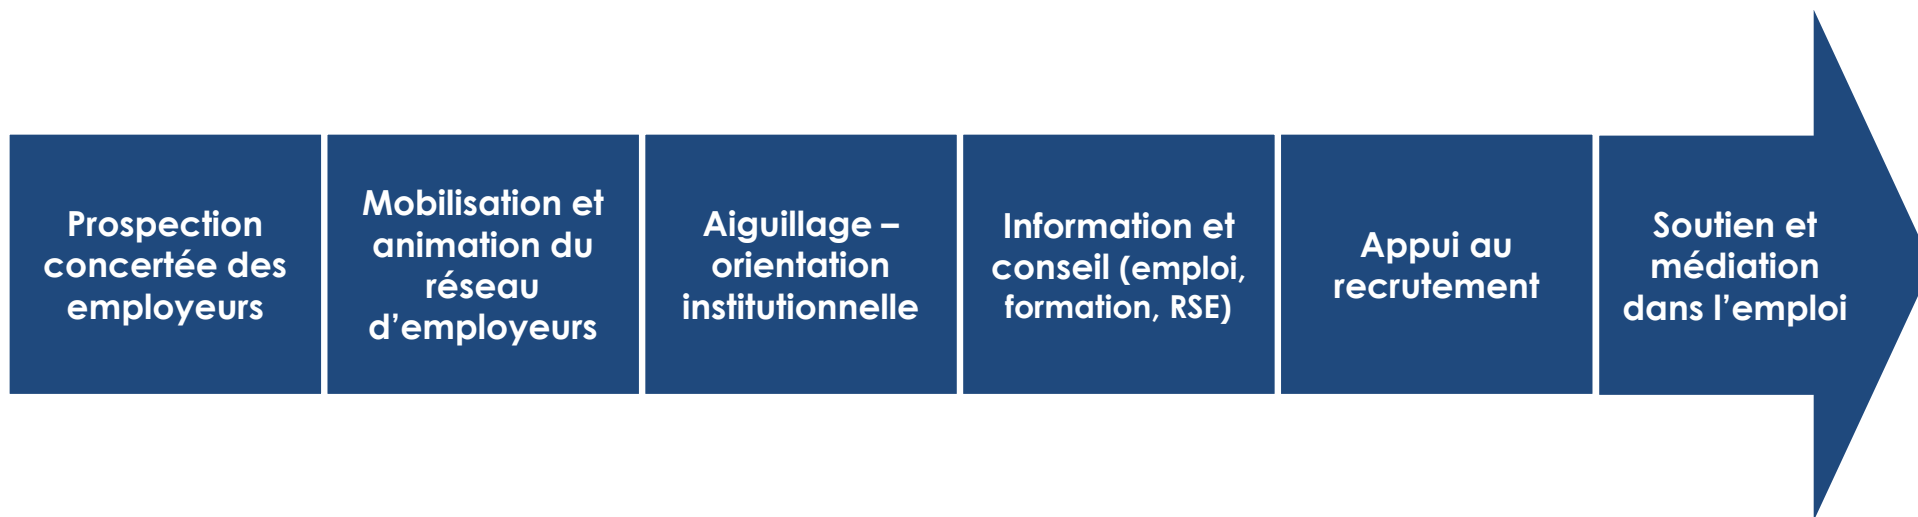 Prospection
concertée des
employeurs
Mobilisation et
animation du
réseau
d’employeurs
Aiguillage –
orientation
institutionnelle
Information et
conseil (emploi,
formation, RSE)
Appui au
recrutement
Soutien et
médiation
dans l’emploi